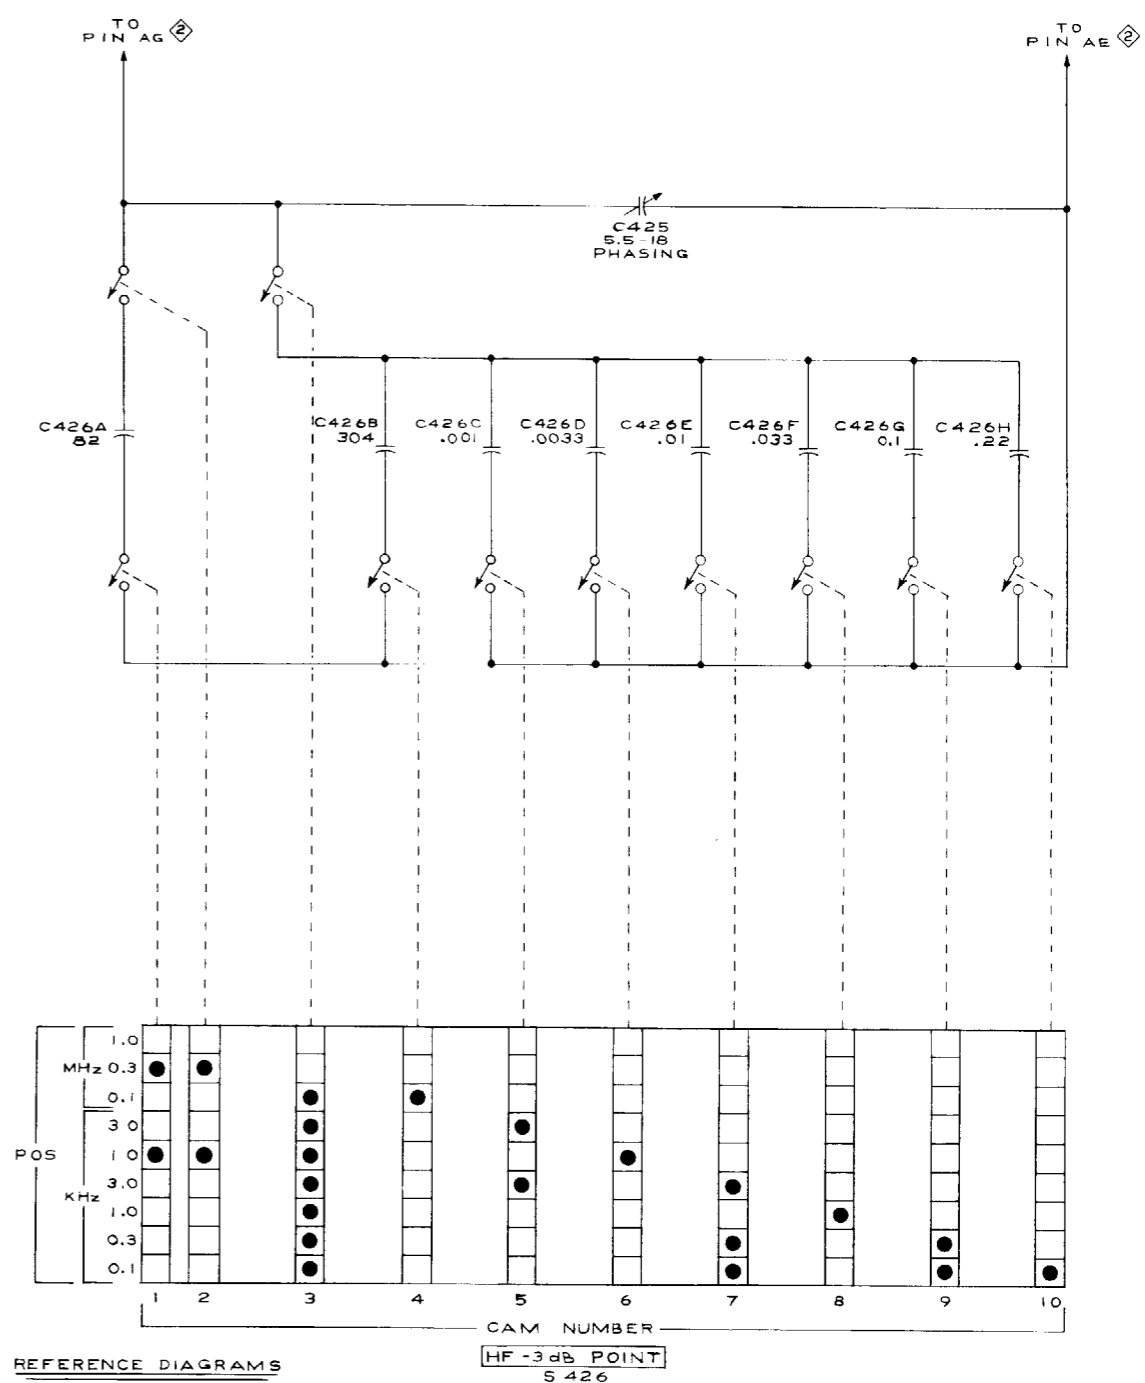 TO
PIN AG 2
TO
PIN AE 2
C425
5.5-18
PHASING
C426A
82
C426B
304
C426C
.001
C426D
.0033
C426E
.01
C426F
.033
C426G
0.1
C426H
.22
POS
MHz
1.0
0.3
0.1
KHz
30
10
3.0
1.0
0.3
0.1
1 2 3 4 5 6 7 8 9 10
CAM NUMBER
HF -3dB POINT
S426
REFERENCE DIAGRAMS